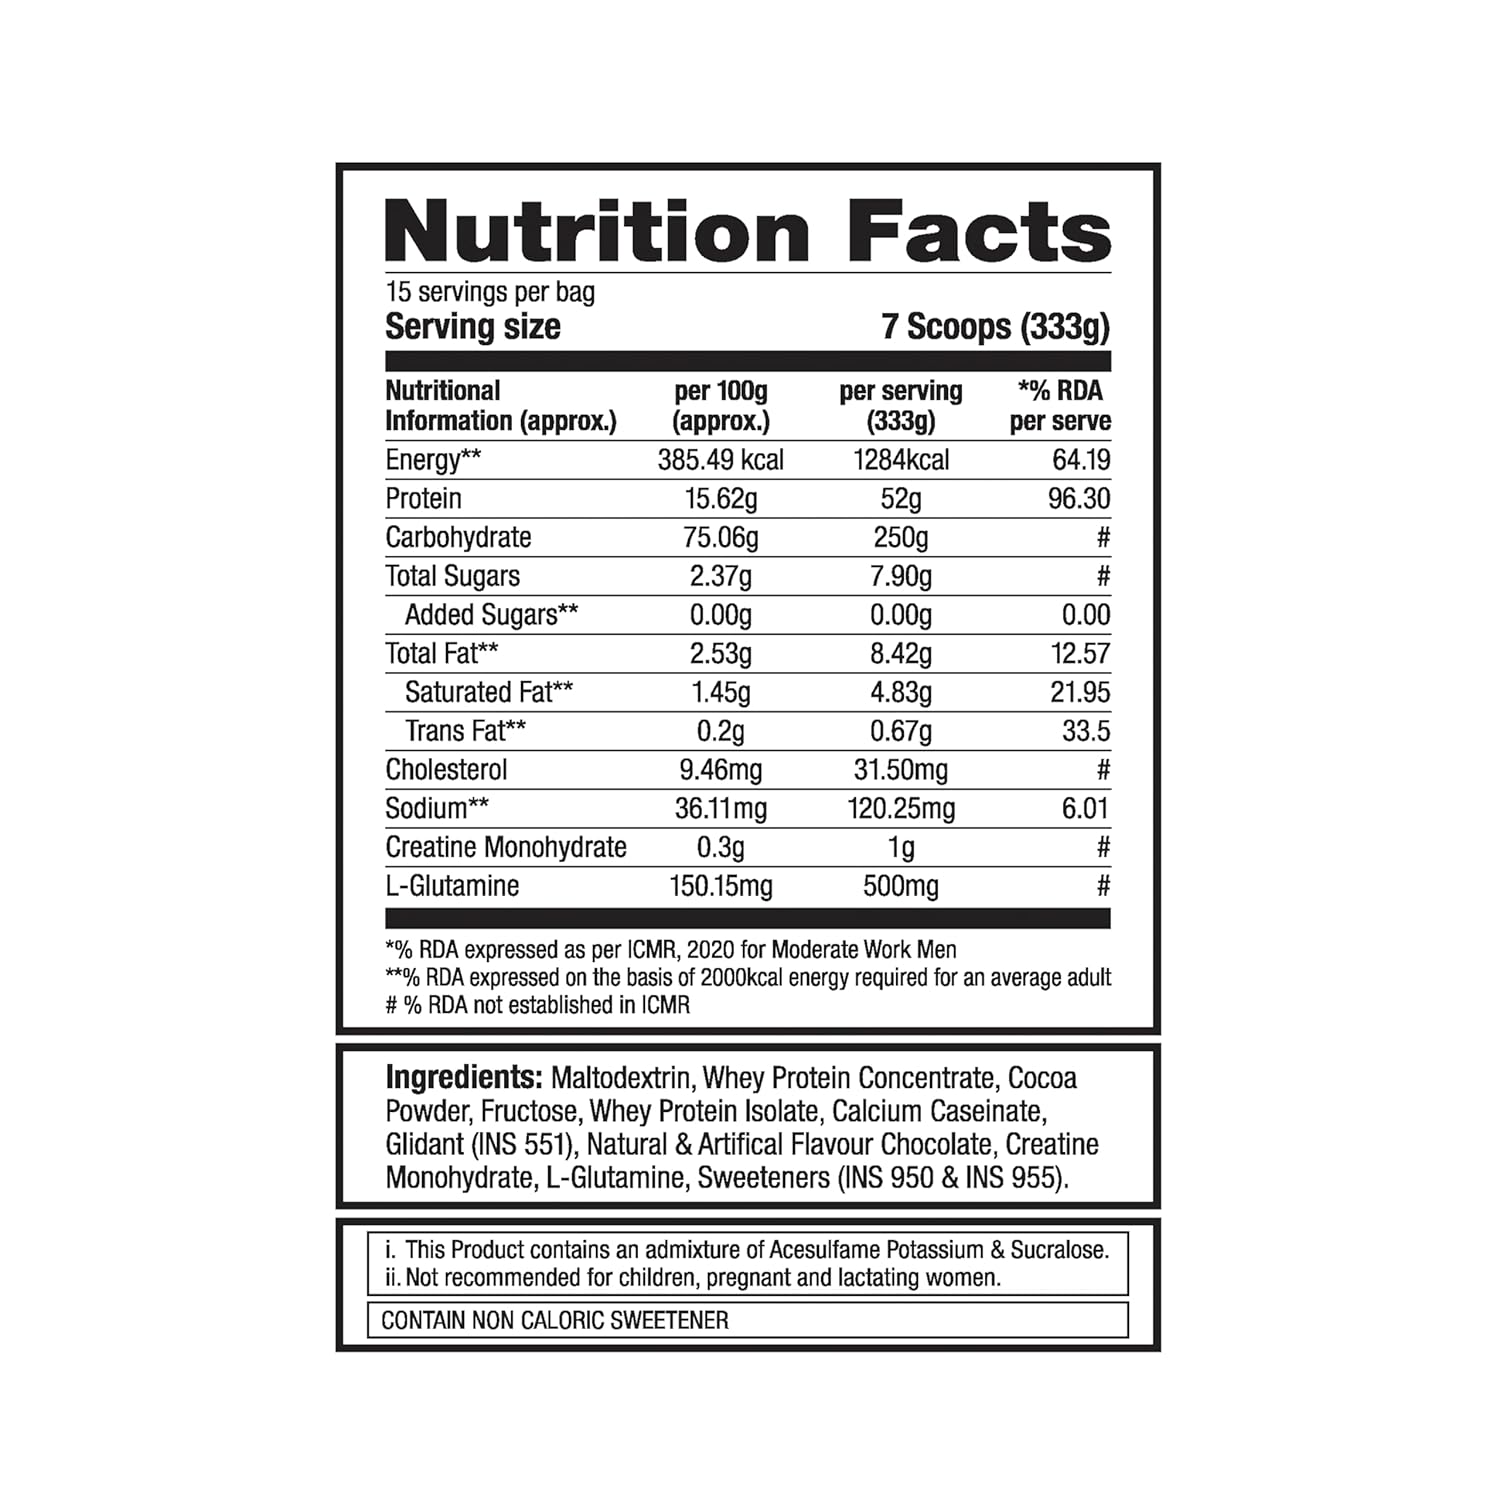 Nutrition Facts
15 servings per bag
Serving size 7 Scoops (333g)
Nutritional per 100g per serving *% RDA
Information (approx.) (approx.) (333g) per serve
Energy** 385.49 kcal 1284kcal 64.19
Protein 15.62g 52g 96.30
Carbohydrate 75.06g 250g #
Total Sugars 2.37g 7.90g #
Added Sugars** 0.00g 0.00g 0.00
Total Fat** 2.53g 8.42g 12.57
Saturated Fat** 1.45g 4.83g 21.95
Trans Fat** 0.2g 0.67g 33.5
Cholesterol 9.46mg 31.50mg #
Sodium** 36.11mg 120.25mg 6.01
Creatine Monohydrate 0.3g 1g #
L-Glutamine 150.15mg 500mg #
*% RDA expressed as per ICMR, 2020 for Moderate Work Men
**% RDA expressed on the basis of 2000kcal energy required for an average adult
# % RDA not established in ICMR
Ingredients: Maltodextrin, Whey Protein Concentrate, Cocoa
Powder, Fructose, Whey Protein Isolate, Calcium Caseinate,
Glidant (INS 551), Natural & Artifical Flavour Chocolate, Creatine
Monohydrate, L-Glutamine, Sweeteners (INS 950 & INS 955).
i. This Product contains an admixture of Acesulfame Potassium & Sucralose.
ii. Not recommended for children, pregnant and lactating women.
CONTAIN NON CALORIC SWEETENER